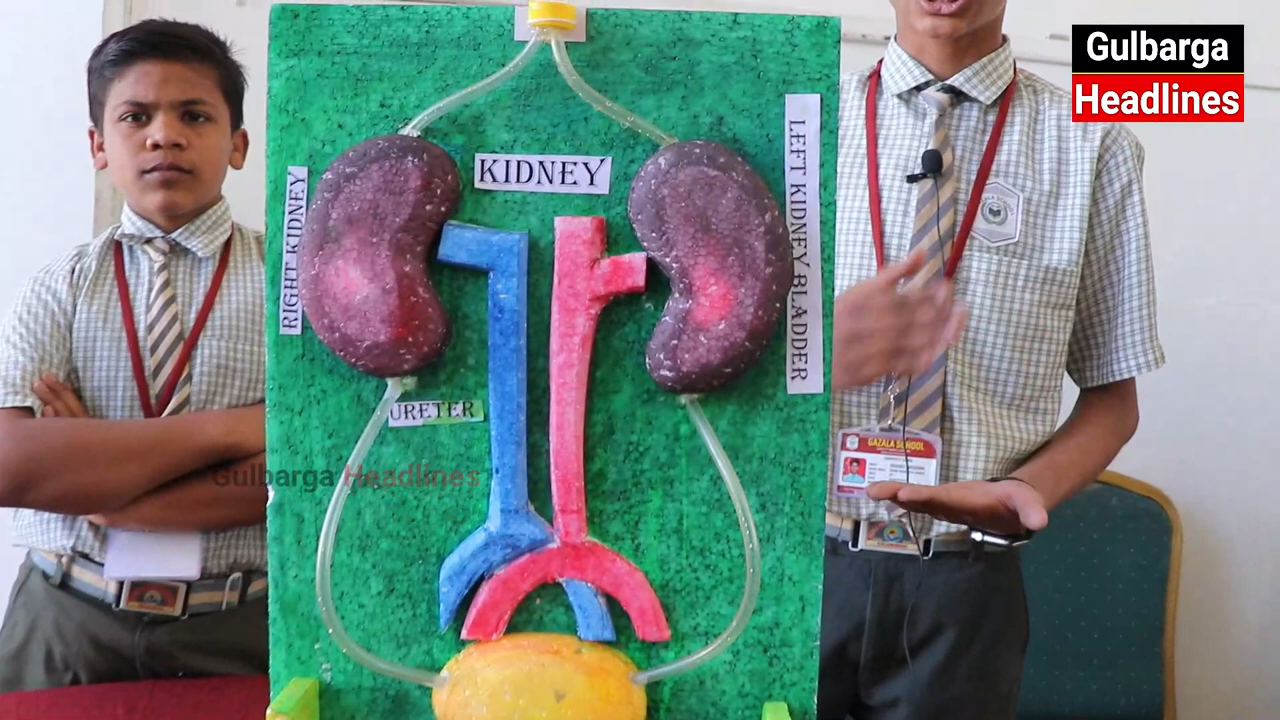 Gulbarga
Headlines
KIDNEY
RIGHT KIDNEY
LEFT KIDNEY BLADDER
URETER
Gulbarga Headlines
GAZALA SCHOOL